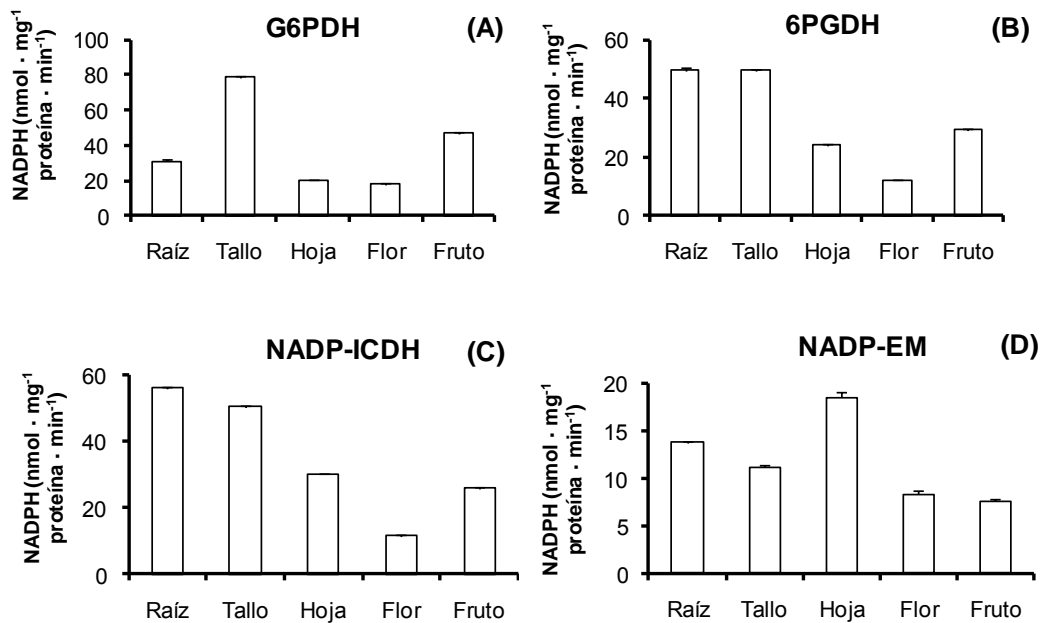 G6PDH (A)
NADPH (nmol · mg⁻¹
proteína · min⁻¹)
100
80
60
40
20
0
Raíz Tallo Hoja Flor Fruto
6PGDH (B)
NADPH (nmol · mg⁻¹
proteína · min⁻¹)
60
40
20
0
Raíz Tallo Hoja Flor Fruto
NADP-ICDH (C)
NADPH (nmol · mg⁻¹
proteína · min⁻¹)
60
40
20
0
Raíz Tallo Hoja Flor Fruto
NADP-EM (D)
NADPH (nmol · mg⁻¹
proteína · min⁻¹)
20
15
10
5
0
Raíz Tallo Hoja Flor Fruto